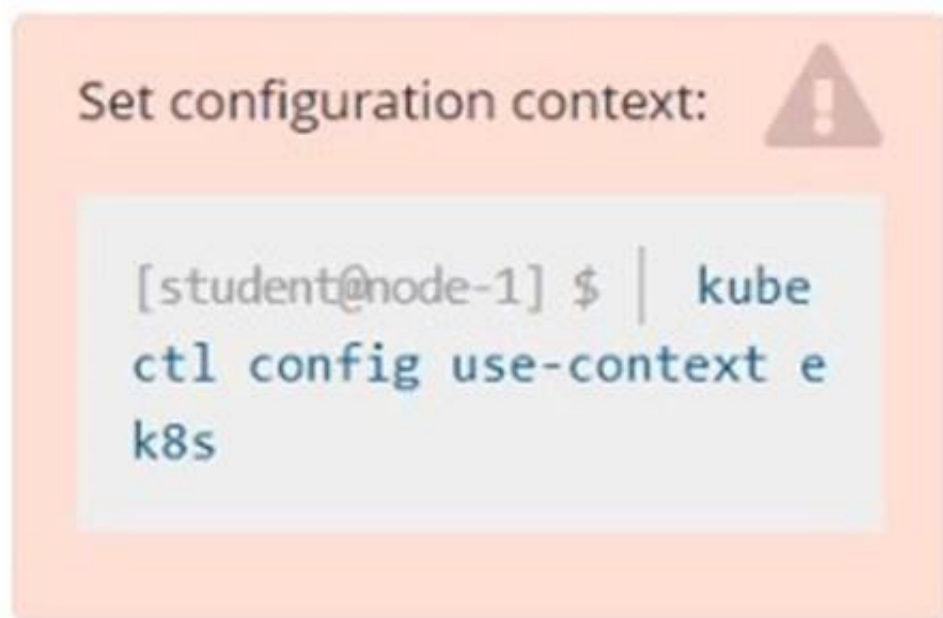 Set configuration context:
[student@node-1] $ | kube
ctl config use-context e
k8s